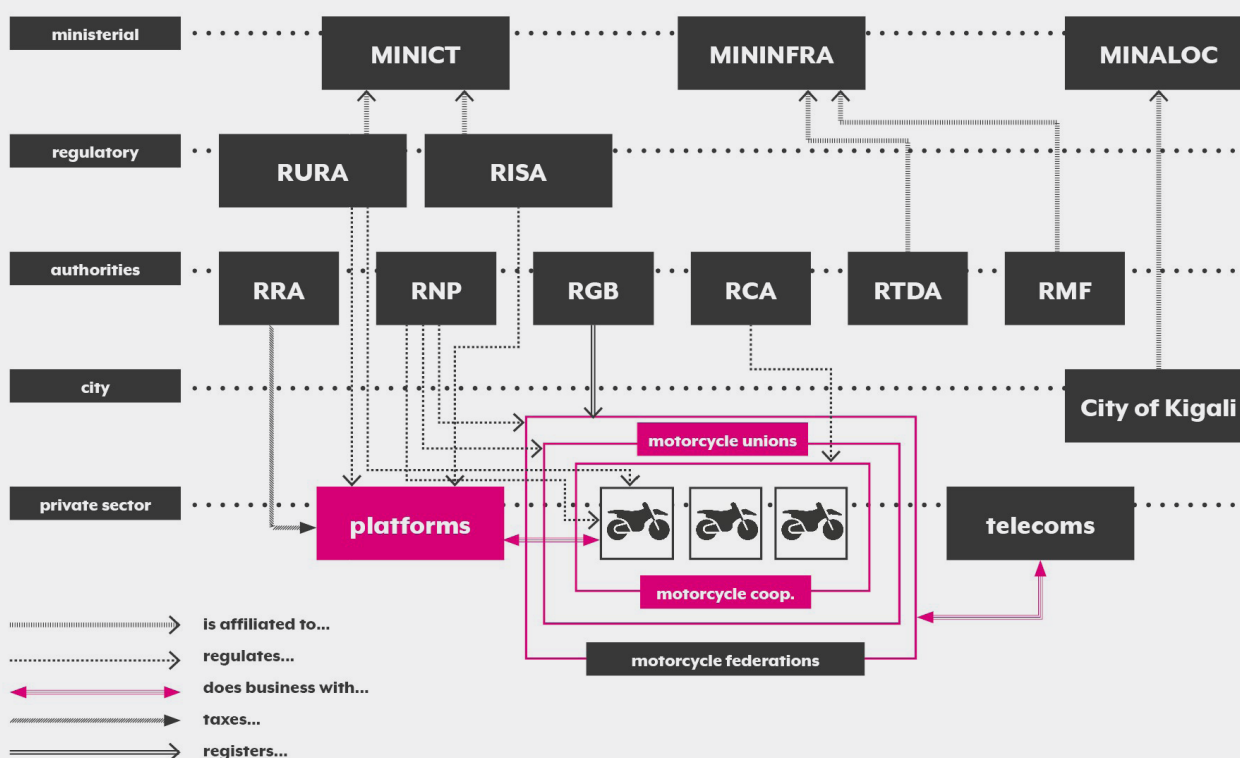 ministerial
MINICT
MININFRA
MINALOC
regulatory
RURA
RISA
authorities
RRA
RNP
RGB
RCA
RTDA
RMF
city
City of Kigali
motorcycle unions
private sector
platforms
telecoms
motorcycle coop.
motorcycle federations
is affiliated to...
regulates...
does business with...
taxes...
registers...